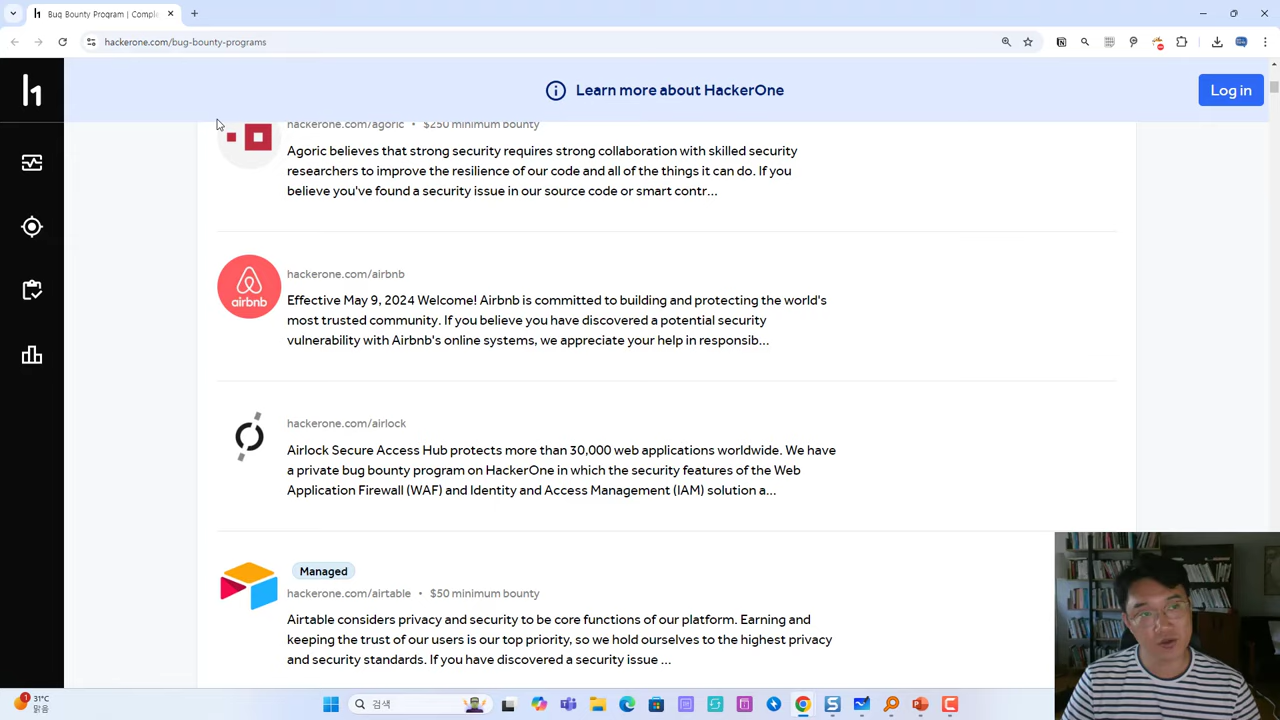 Bug Bounty Program | Comple
hackerone.com/bug-bounty-programs
Learn more about HackerOne
Log in
hackerone.com/agoric • $250 minimum bounty
Agoric believes that strong security requires strong collaboration with skilled security
researchers to improve the resilience of our code and all of the things it can do. If you
believe you've found a security issue in our source code or smart contr...
airbnb
hackerone.com/airbnb
Effective May 9, 2024 Welcome! Airbnb is committed to building and protecting the world's
most trusted community. If you believe you have discovered a potential security
vulnerability with Airbnb's online systems, we appreciate your help in responsib...
hackerone.com/airlock
Airlock Secure Access Hub protects more than 30,000 web applications worldwide. We have
a private bug bounty program on HackerOne in which the security features of the Web
Application Firewall (WAF) and Identity and Access Management (IAM) solution a...
Managed
hackerone.com/airtable • $50 minimum bounty
Airtable considers privacy and security to be core functions of our platform. Earning and
keeping the trust of our users is our top priority, so we hold ourselves to the highest privacy
and security standards. If you have discovered a security issue ...
1
31°C
맑음
검색